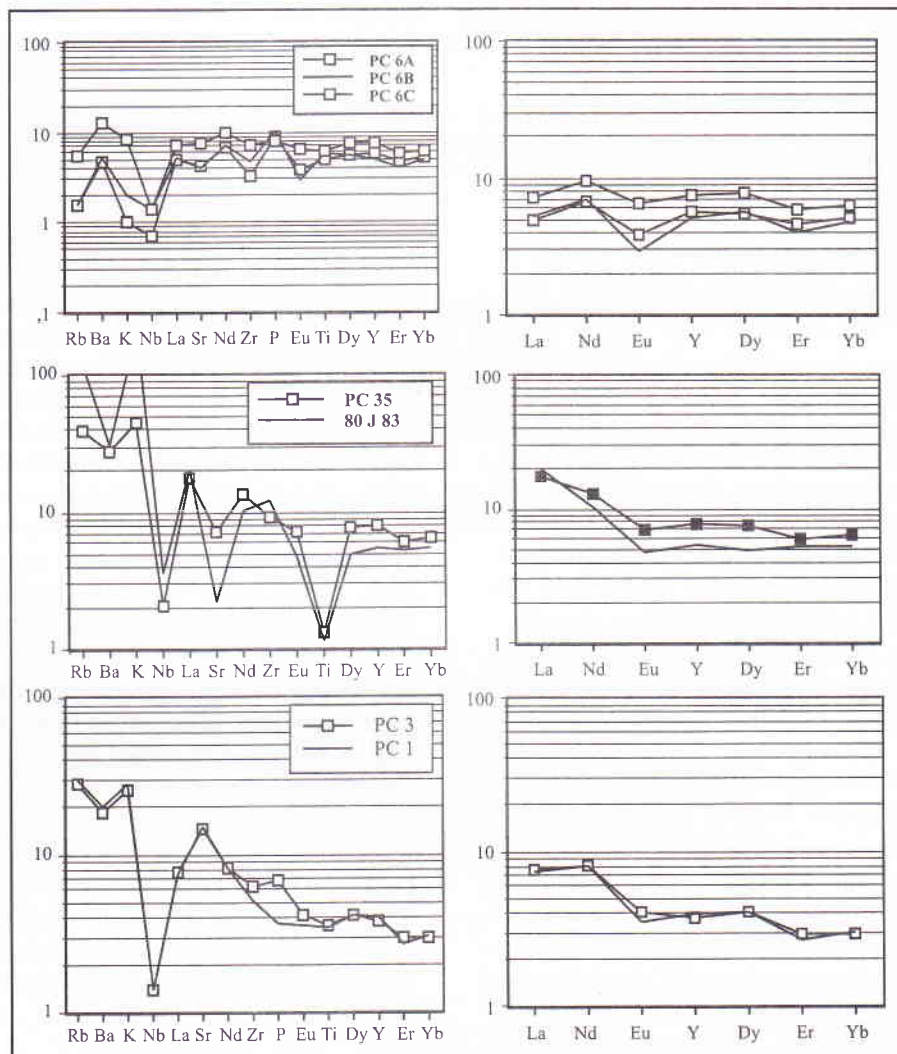 100
10
1
,1
PC 6A
PC 6B
PC 6C
Rb Ba K Nb La Sr Nd Zr P Eu Ti Dy Y Er Yb
100
10
1
La Nd Eu Y Dy Er Yb
100
10
1
PC 35
80 J 83
Rb Ba K Nb La Sr Nd Zr Eu Ti Dy Y Er Yb
100
10
1
La Nd Eu Y Dy Er Yb
100
10
1
PC 3
PC 1
Rb Ba K Nb La Sr Nd Zr P Eu Ti Dy Y Er Yb
100
10
1
La Nd Eu Y Dy Er Yb